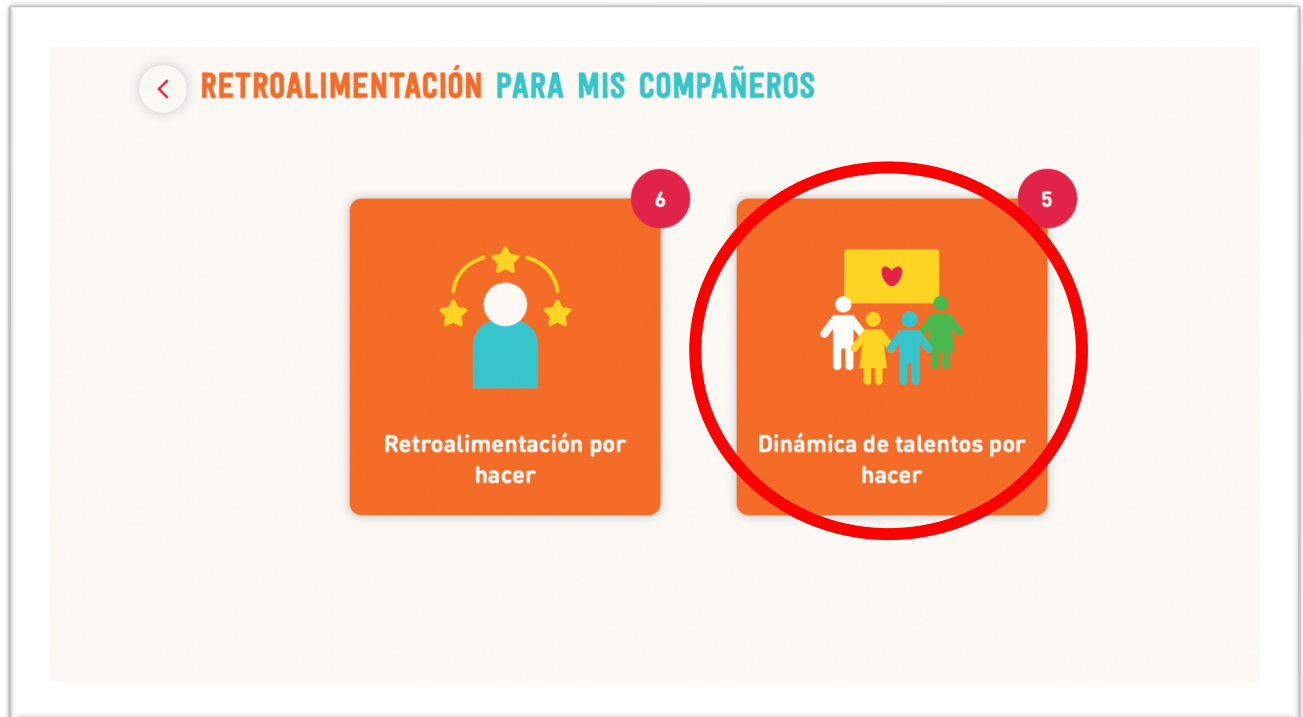 RETROALIMENTACIÓN PARA MIS COMPAÑEROS
6
5
Retroalimentación por
hacer
Dinámica de talentos por
hacer